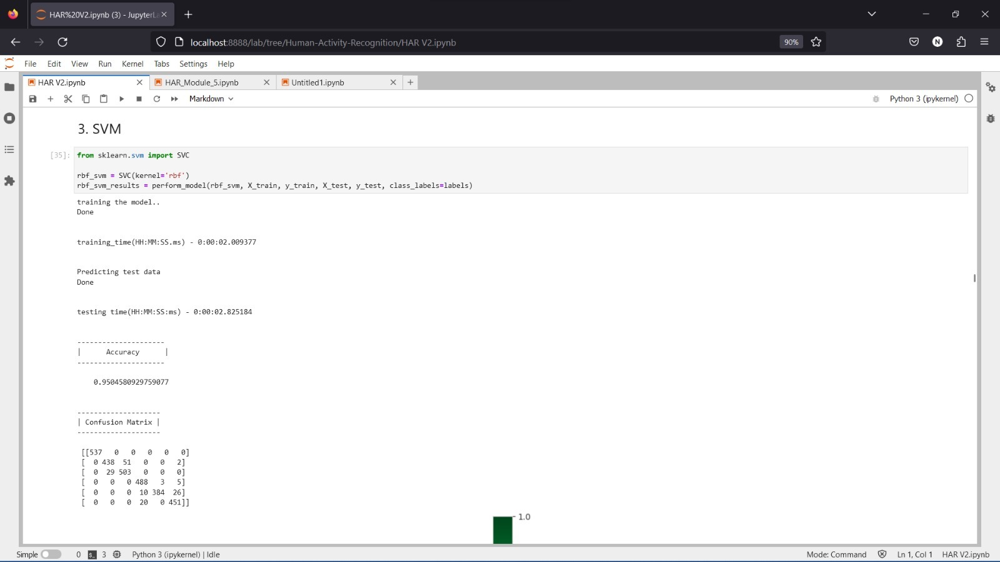 HAR%20V2.ipynb (3) - JupyterLa
localhost:8888/lab/tree/Human-Activity-Recognition/HAR V2.ipynb
90%
N
File Edit View Run Kernel Tabs Settings Help
HAR V2.ipynb
HAR_Module_5.ipynb
Untitled1.ipynb
Markdown
Python 3 (ipykernel)
3. SVM
[35]:
from sklearn.svm import SVC
rbf_svm = SVC(kernel='rbf')
rbf_svm_results = perform_model(rbf_svm, X_train, y_train, X_test, y_test, class_labels=labels)
training the model..
Done
training_time(HH:MM:SS.ms) - 0:00:02.009377
Predicting test data
Done
testing time(HH:MM:SS:ms) - 0:00:02.825184
---------------------
|      Accuracy      |
---------------------
0.9504580929759077
--------------------
| Confusion Matrix |
--------------------
[[537   0   0   0   0   0]
[  0 438  51   0   0   2]
[  0  29 503   0   0   0]
[  0   0   0 488   3   5]
[  0   0   0  10 384  26]
[  0   0   0  20   0 451]]
1.0
Simple 0 $_ 3 Python 3 (ipykernel) | Idle
Mode: Command Ln 1, Col 1 HAR V2.ipynb